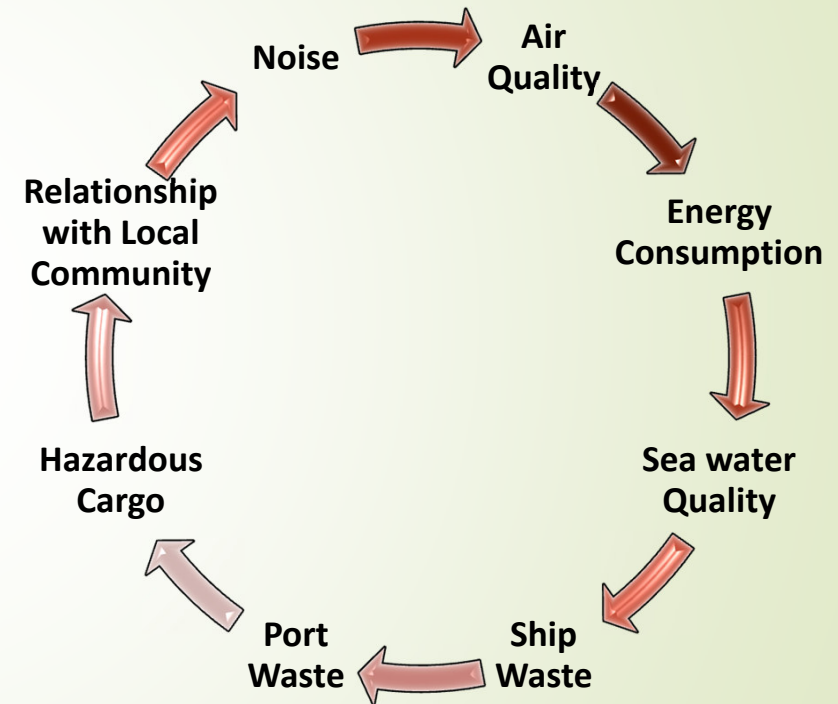 Noise
Air
Quality
Energy
Consumption
Sea water
Quality
Ship
Waste
Port
Waste
Hazardous
Cargo
Relationship
with Local
Community